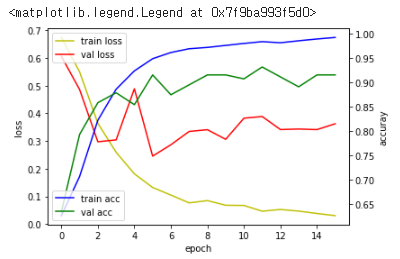 <matplotlib.legend.Legend at 0x7f9ba993f5d0>
0.7
0.6
0.5
0.4
0.3
0.2
0.1
0.0
loss
train loss
val loss
train acc
val acc
1.00
0.95
0.90
0.85
0.80
0.75
0.70
0.65
accuray
0 2 4 6 8 10 12 14
epoch